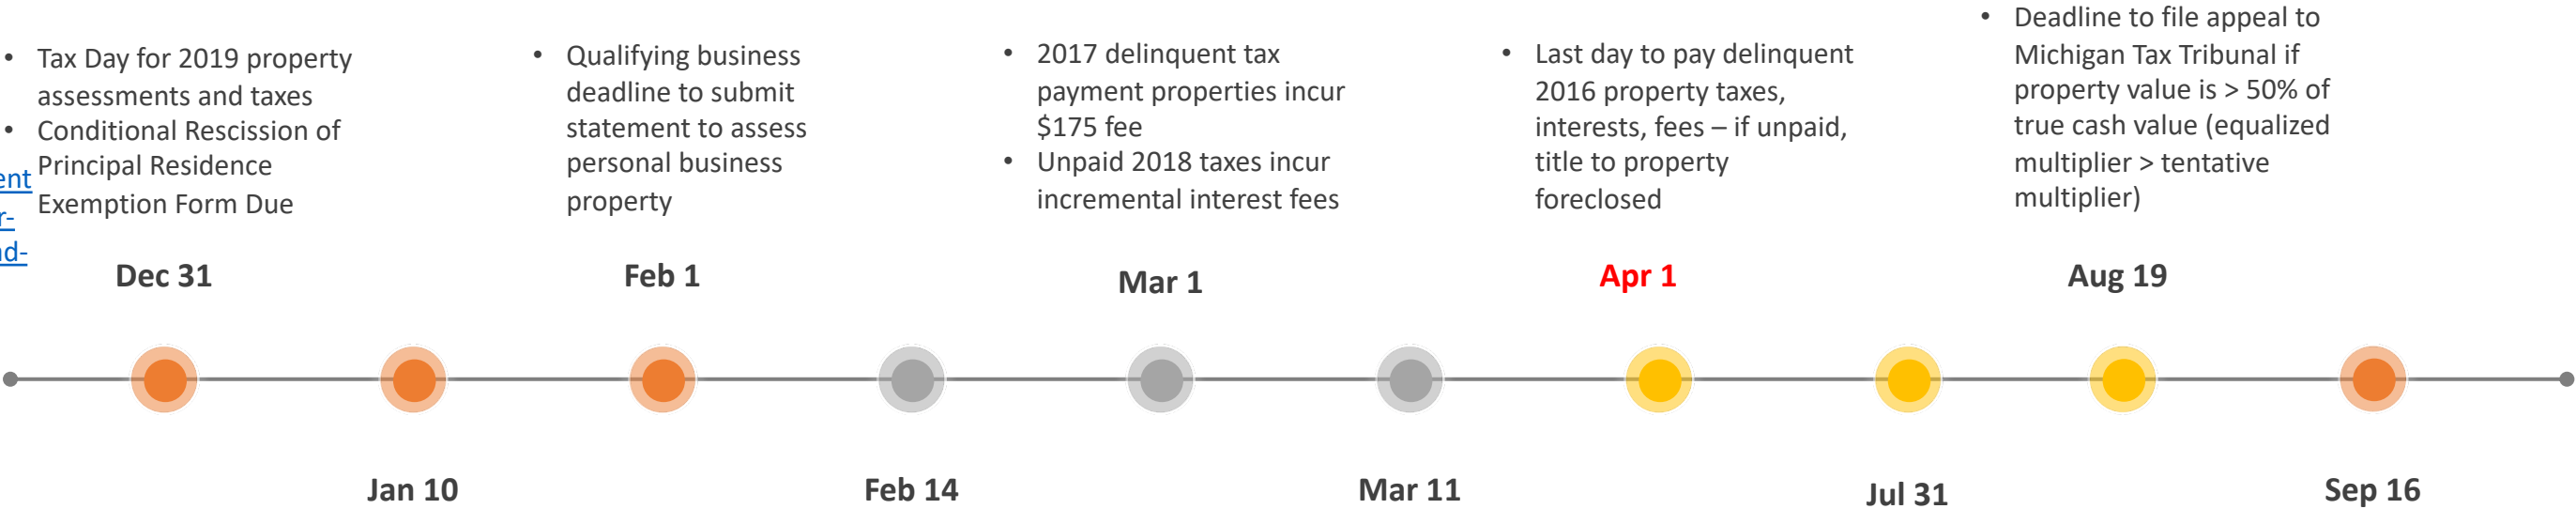 • Tax Day for 2019 property
assessments and taxes
• Conditional Rescission of
Principal Residence
Exemption Form Due
ent
r-
nd-
Dec 31
• Qualifying business
deadline to submit
statement to assess
personal business
property
Feb 1
• 2017 delinquent tax
payment properties incur
$175 fee
• Unpaid 2018 taxes incur
incremental interest fees
Mar 1
• Last day to pay delinquent
2016 property taxes,
interests, fees – if unpaid,
title to property
foreclosed
Apr 1
• Deadline to file appeal to
Michigan Tax Tribunal if
property value is > 50% of
true cash value (equalized
multiplier > tentative
multiplier)
Aug 19
Jan 10
Feb 14
Mar 11
Jul 31
Sep 16